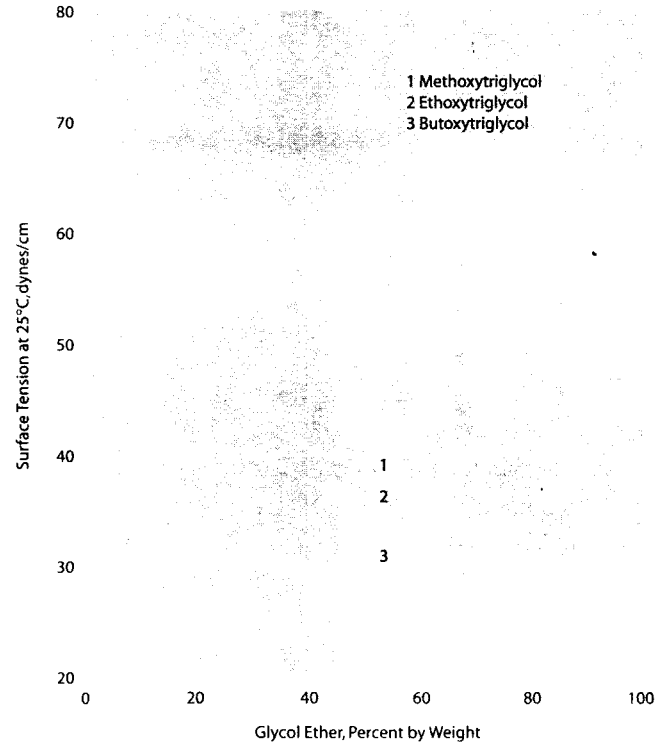 80
1 Methoxytriglycol
2 Ethoxytriglycol
3 Butoxytriglycol
70
60
50
40
30
20
Surface Tension at 25°C, dynes/cm
1
2
3
0 20 40 60 80 100
Glycol Ether, Percent by Weight